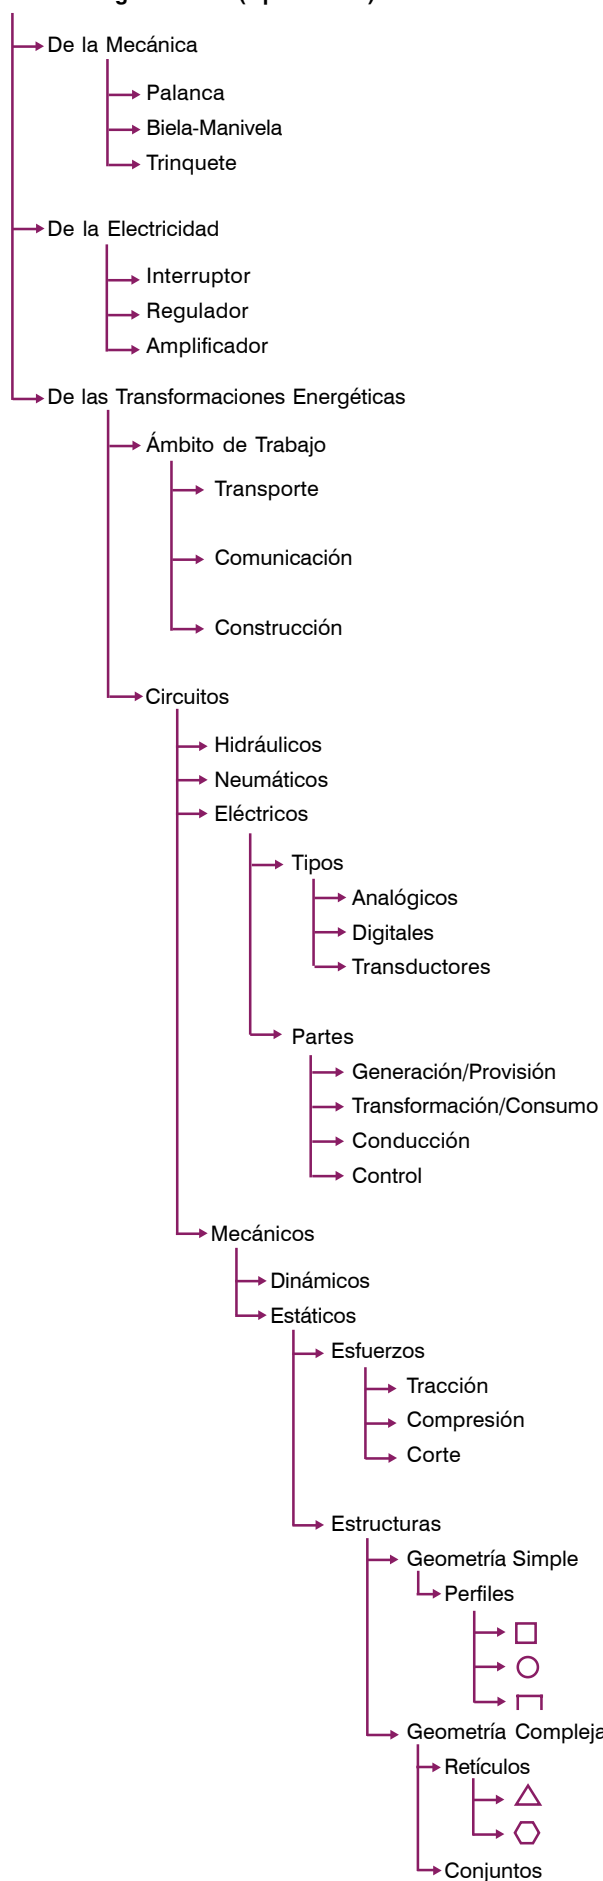 De la Mecánica
Palanca
Biela-Manivela
Trinquete
De la Electricidad
Interruptor
Regulador
Amplificador
De las Transformaciones Energéticas
Ámbito de Trabajo
Transporte
Comunicación
Construcción
Circuitos
Hidráulicos
Neumáticos
Eléctricos
Tipos
Analógicos
Digitales
Transductores
Partes
Generación/Provisión
Transformación/Consumo
Conducción
Control
Mecánicos
Dinámicos
Estáticos
Esfuerzos
Tracción
Compresión
Corte
Estructuras
Geometría Simple
Perfiles
Geometría Compleja
Retículos
Conjuntos